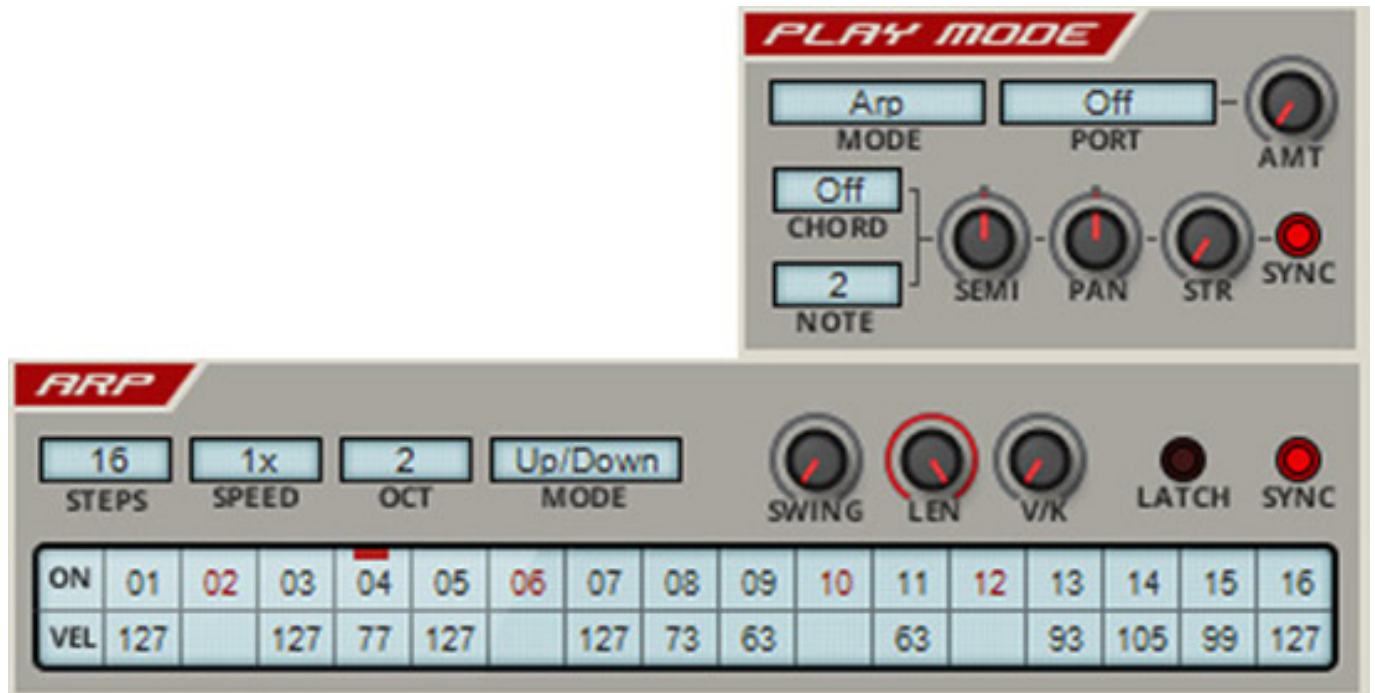 PLAY MODE
Arp Off
MODE PORT AMT
Off
CHORD
2
NOTE SEMI PAN STR SYNC
ARP
16 1x 2 Up/Down
STEPS SPEED OCT MODE SWING LEN V/K LATCH SYNC
ON 01 02 03 04 05 06 07 08 09 10 11 12 13 14 15 16
VEL 127 127 77 127 127 73 63 63 93 105 99 127